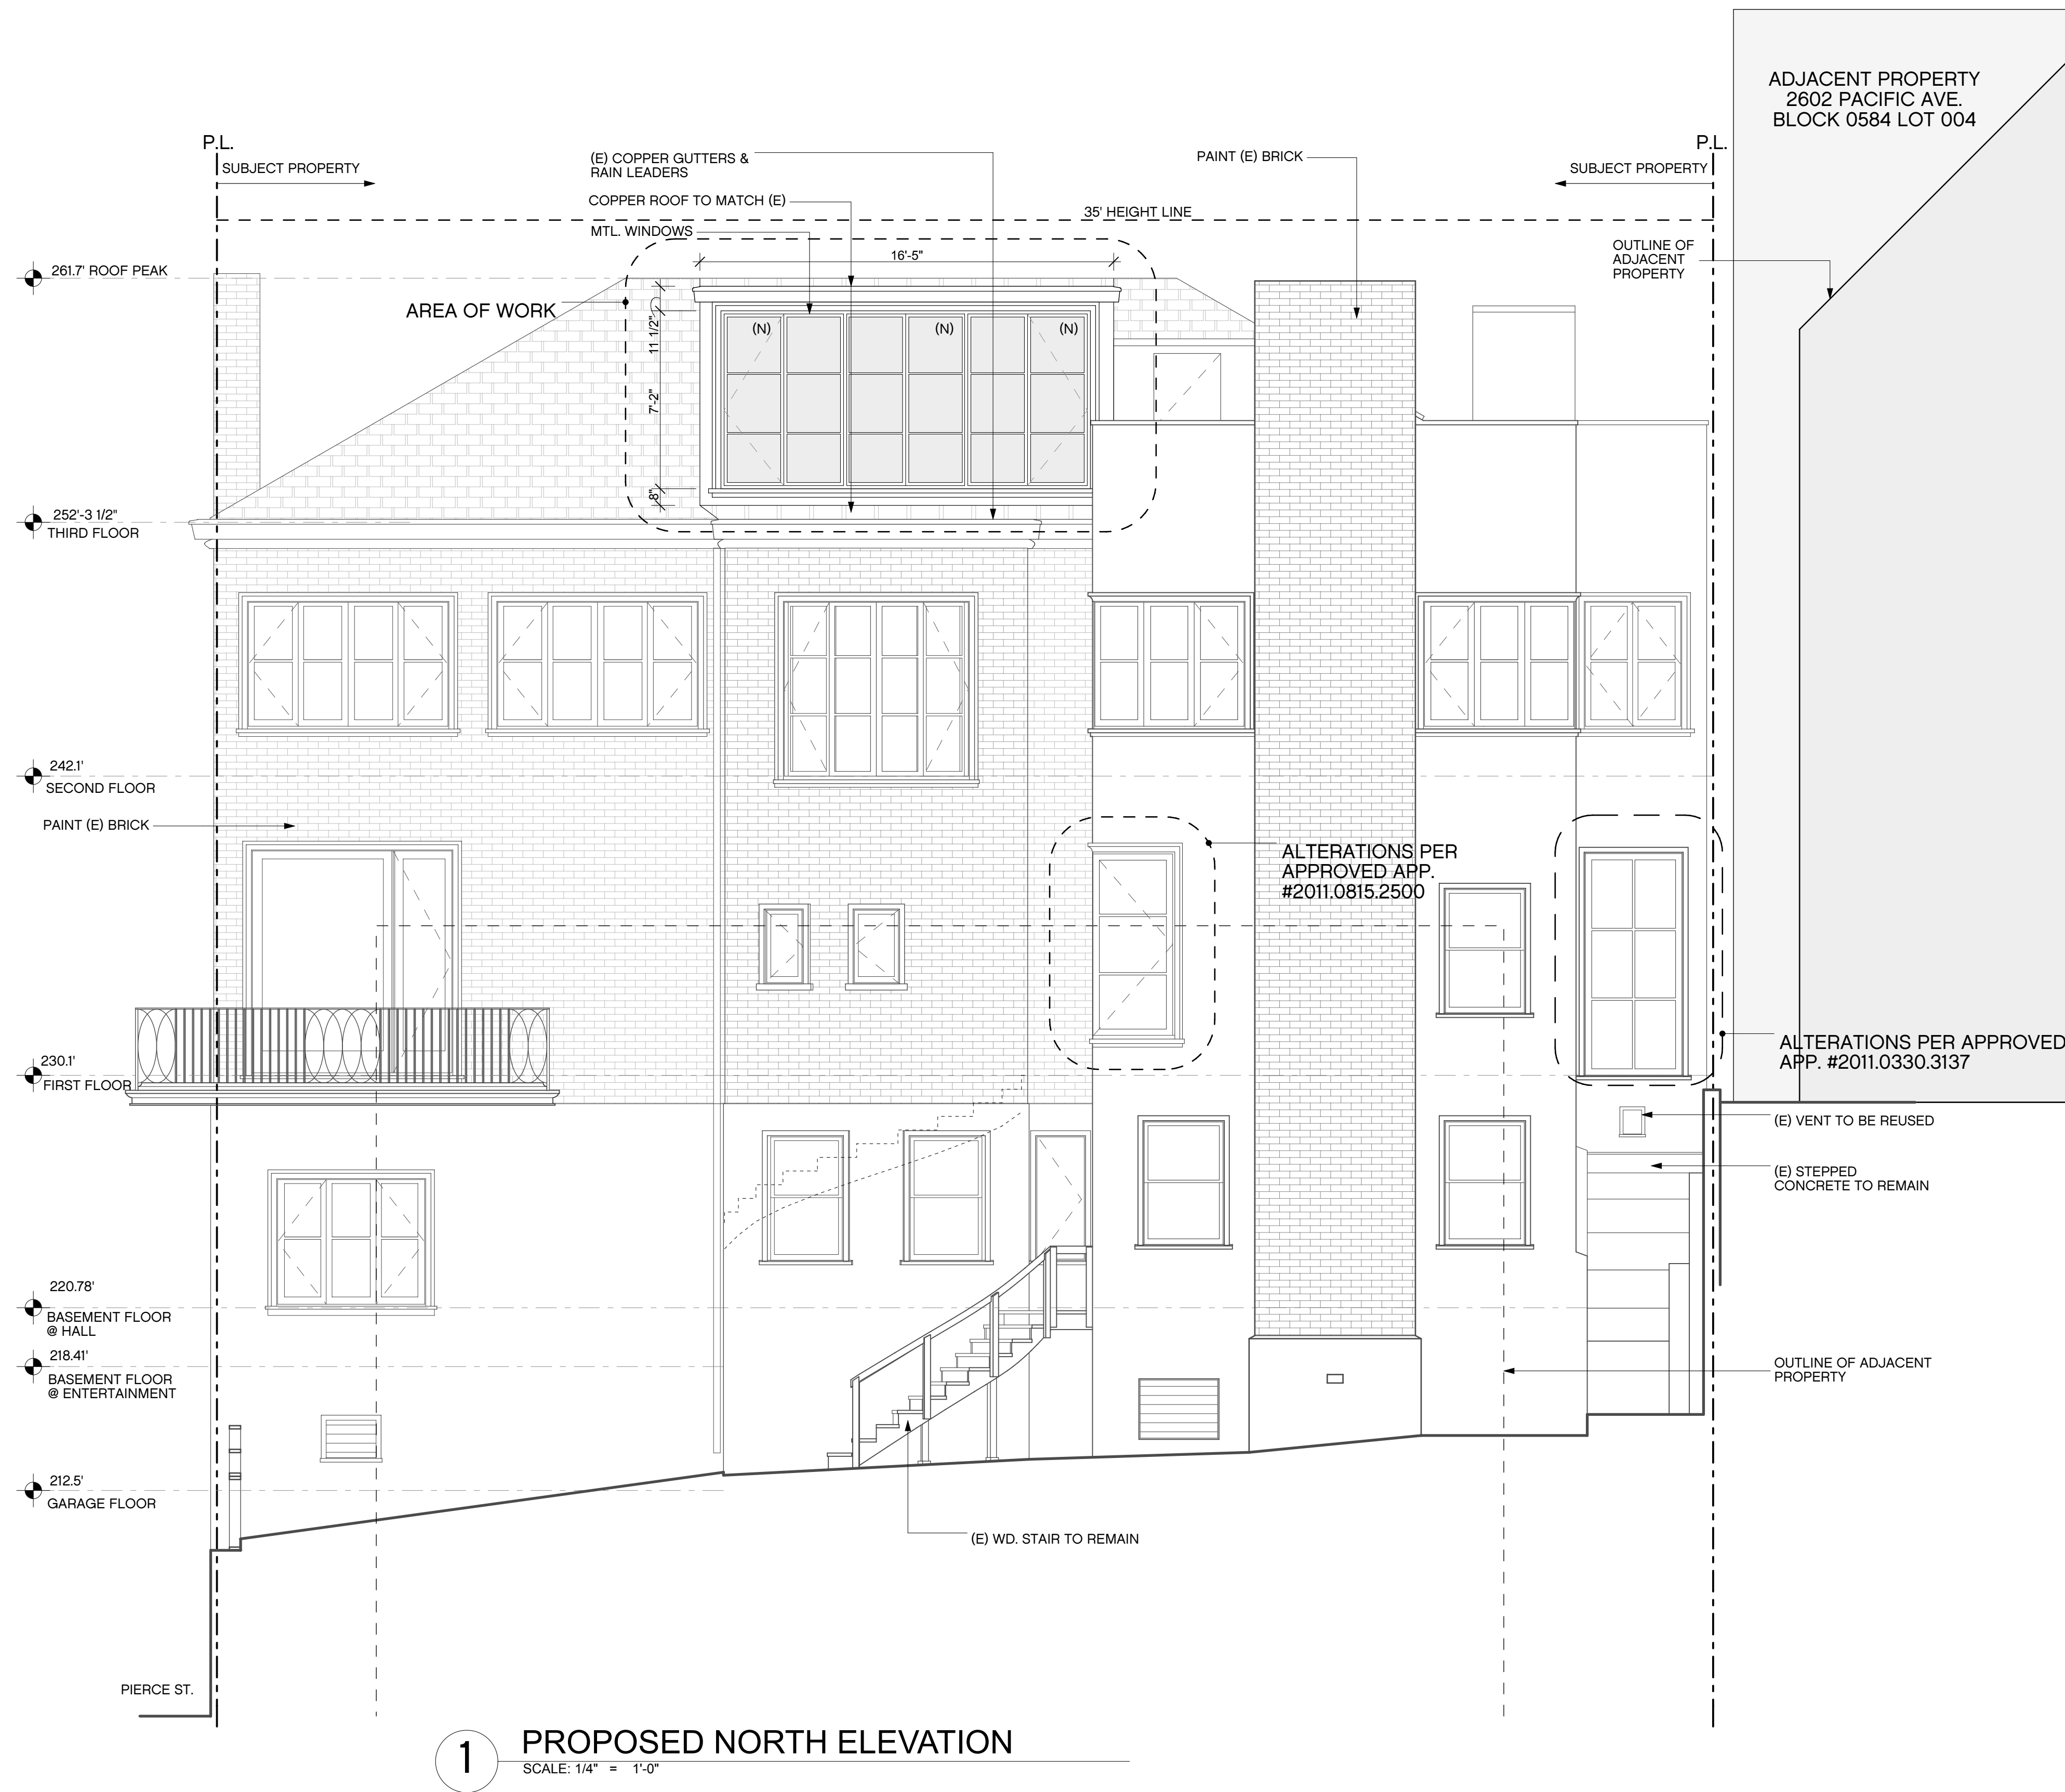 ADJACENT PROPERTY
2602 PACIFIC AVE.
BLOCK 0584 LOT 004
P.L.
P.L.
SUBJECT PROPERTY
(E) COPPER GUTTERS &
RAIN LEADERS
PAINT (E) BRICK
SUBJECT PROPERTY
COPPER ROOF TO MATCH (E)
35' HEIGHT LINE
MTL. WINDOWS
16'-5"
OUTLINE OF
ADJACENT
PROPERTY
261.7' ROOF PEAK
AREA OF WORK
11 1/2"
(N)
(N)
(N)
7'-2"
8"
252'-3 1/2"
THIRD FLOOR
242.1'
SECOND FLOOR
PAINT (E) BRICK
ALTERATIONS PER
APPROVED APP.
#2011.0815.2500
230.1'
FIRST FLOOR
ALTERATIONS PER APPROVED
APP. #2011.0330.3137
(E) VENT TO BE REUSED
(E) STEPPED
CONCRETE TO REMAIN
220.78'
BASEMENT FLOOR
@ HALL
218.41'
BASEMENT FLOOR
@ ENTERTAINMENT
OUTLINE OF ADJACENT
PROPERTY
212.5'
GARAGE FLOOR
(E) WD. STAIR TO REMAIN
PIERCE ST.
1
PROPOSED NORTH ELEVATION
SCALE: 1/4" = 1'-0"